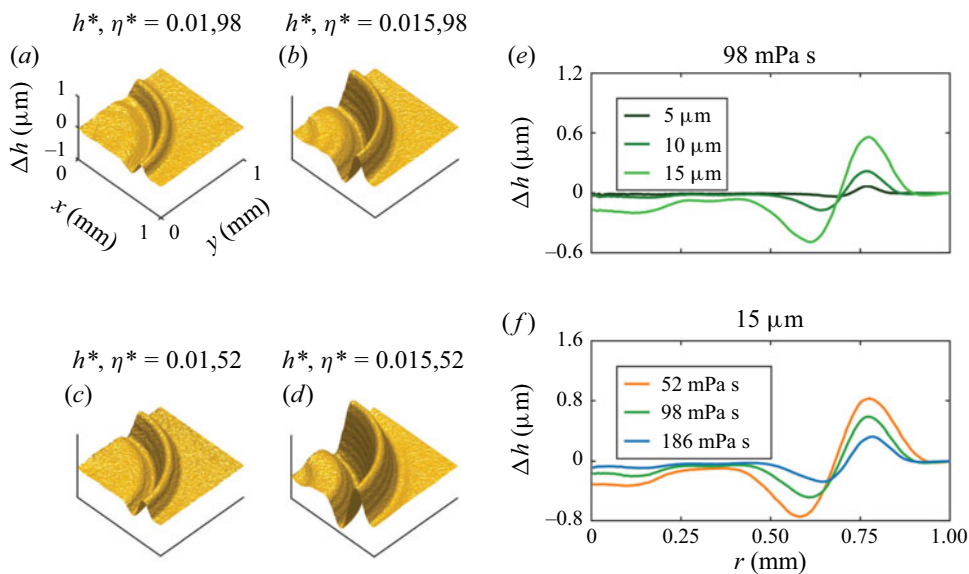 h*, η* = 0.01,98
(a)
Δh (μm)
1
0
–1
0
x (mm)
1
0
y (mm)
1
h*, η* = 0.015,98
(b)
h*, η* = 0.01,52
(c)
h*, η* = 0.015,52
(d)
(e)
98 mPa s
Δh (μm)
1.2
0.6
0
–0.6
5 μm
10 μm
15 μm
(f)
15 μm
Δh (μm)
1.6
0.8
0
–0.8
52 mPa s
98 mPa s
186 mPa s
0 0.25 0.50 0.75 1.00
r (mm)